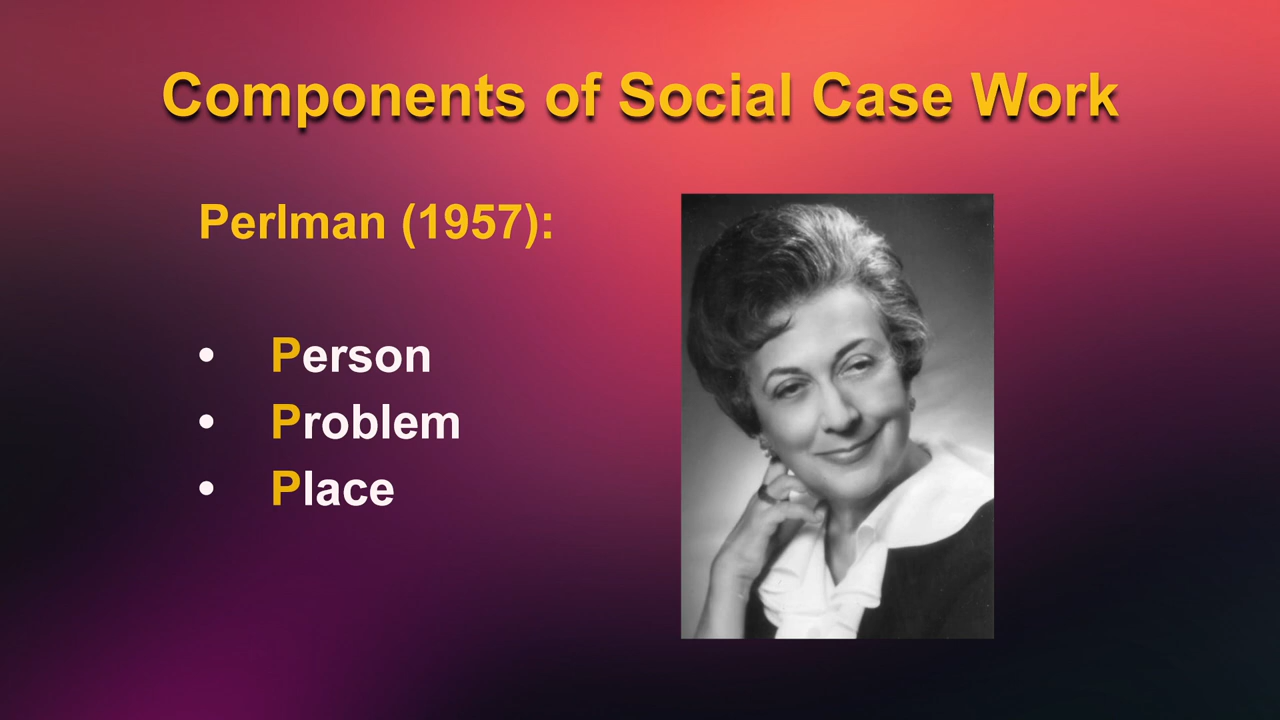 Components of Social Case Work
Perlman (1957):
• Person
• Problem
• Place